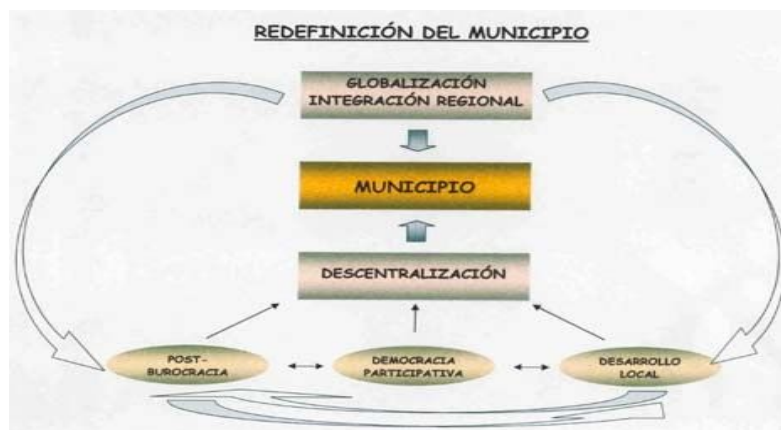 REDEFINICIÓN DEL MUNICIPIO
GLOBALIZACIÓN
INTEGRACIÓN REGIONAL
MUNICIPIO
DESCENTRALIZACIÓN
POST-
BUROCRACIA
DEMOCRACIA
PARTICIPATIVA
DESARROLLO
LOCAL